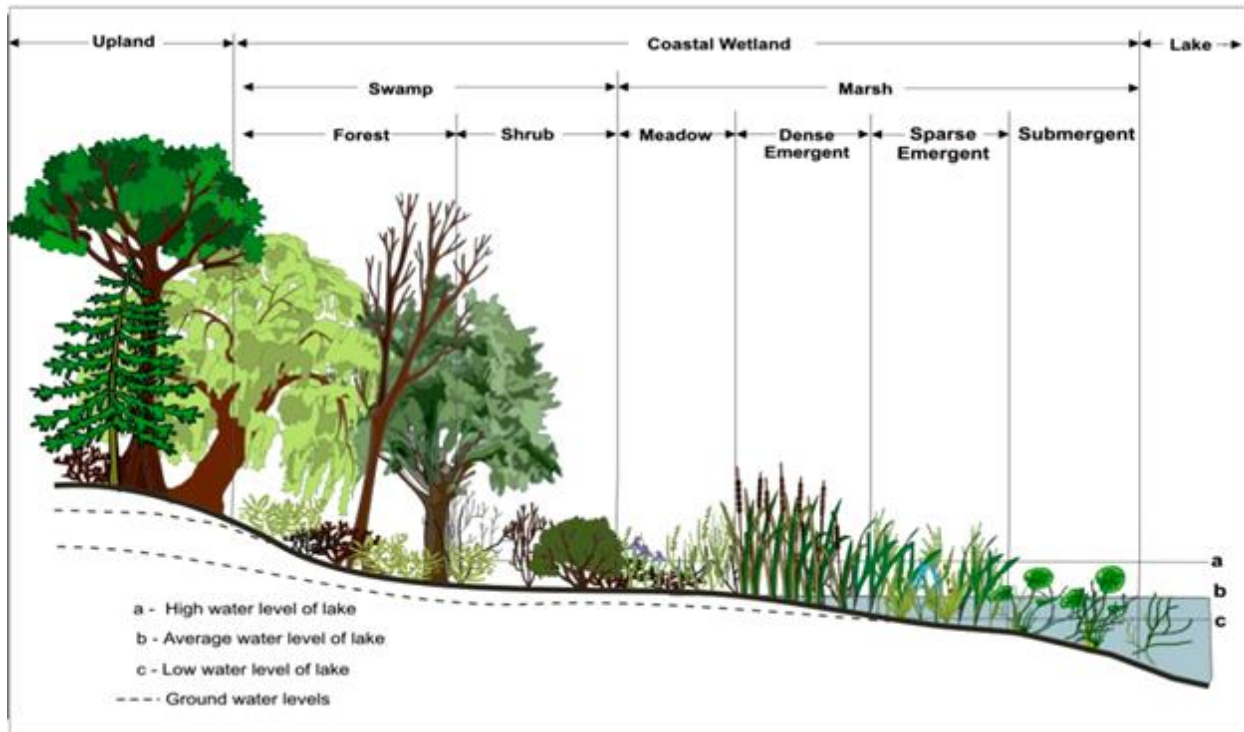 Upland
Coastal Wetland
Lake
Swamp
Marsh
Forest
Shrub
Meadow
Dense
Emergent
Sparse
Emergent
Submergent
a
b
c
a - High water level of lake
b - Average water level of lake
c - Low water level of lake
---- Ground water levels